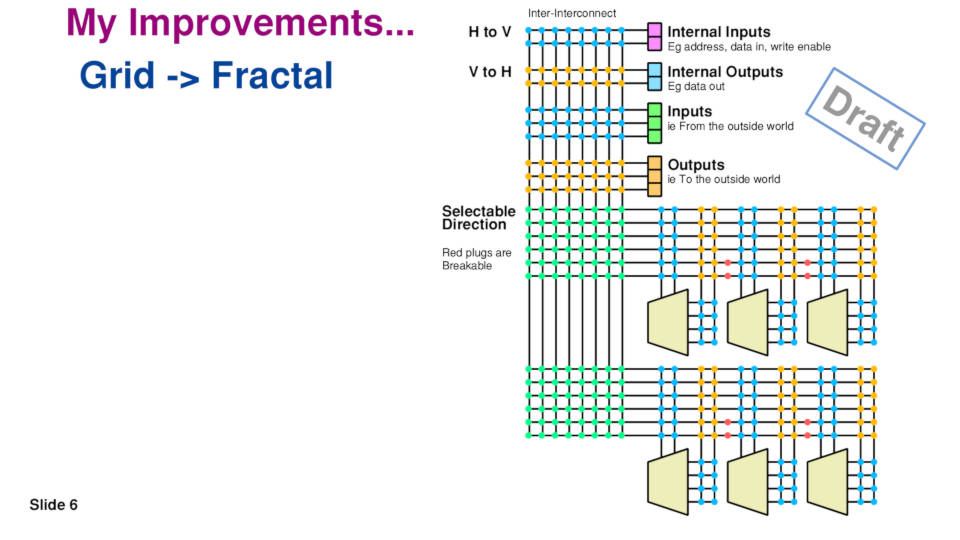 My Improvements...
Grid -> Fractal
Inter-Interconnect
H to V
Internal Inputs
Eg address, data in, write enable
V to H
Internal Outputs
Eg data out
Inputs
ie From the outside world
Outputs
ie To the outside world
Draft
Selectable
Direction
Red plugs are
Breakable
Slide 6